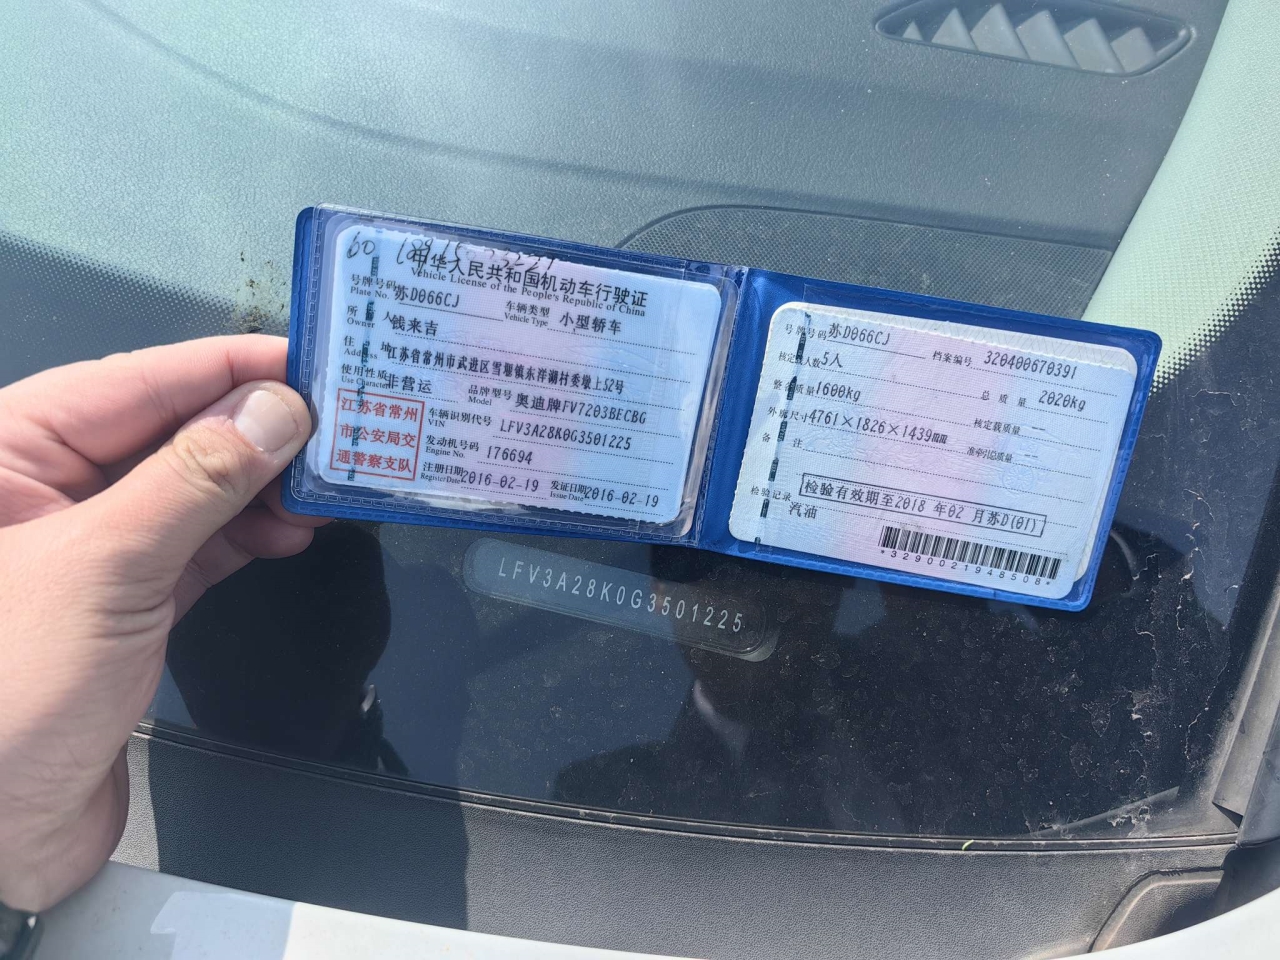 60
中华人民共和国机动车行驶证
Vehicle License of the People's Republic of China
号牌号码 苏D066CJ 车辆类型 小型轿车
Plate No. Vehicle Type
所 人 钱来吉
Owner
住 地 江苏省常州市武进区雪堰镇东洋湖村委墩上52号
Address
使用性质 非营运 品牌型号 奥迪牌FV7203BFCBG
Use Character Model
江苏省常州
市公安局交
通警察支队
车辆识别代号 LFV3A28K0G3501225
VIN
发动机号码 176694
Engine No.
注册日期 2016-02-19 发证日期 2016-02-19
Register Date Issue Date
号牌号码 苏D066CJ 档案编号 320400670391
核定载人数 5人 总质量 2020kg
整备质量 1600kg 核定载质量 --
外廓尺寸 4761×1826×1439mm 准牵引总质量 --
备 注
检验有效期至2018年02月苏D(01)
检验记录
汽油
*3290021948508*
LFV3A28K0G3501225